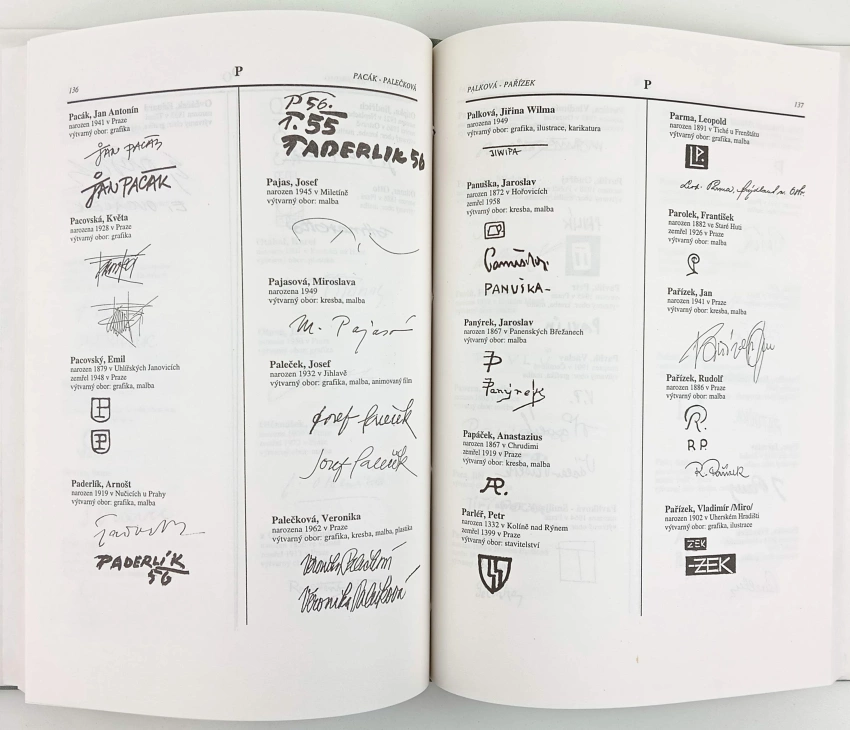 136
P
PACÁK - PALEČKOVÁ
Pacák, Jan Antonín
narozen 1941 v Praze
výtvarný obor: grafika
JAN PACÁK
JAN PACÁK
Pacovská, Květa
narozena 1928 v Praze
výtvarný obor: grafika
Pacovský, Emil
narozen 1879 v Uhlířských Janovicích
zemřel 1948 v Praze
výtvarný obor: grafika, malba
P
Paderlík, Arnošt
narozen 1919 v Nučicích u Prahy
výtvarný obor: grafika, malba
PADERLÍK
56
P 56.
P.55
PADERLIK 56
Pajas, Josef
narozen 1945 v Miletíně
výtvarný obor: malba
Pajasová, Miroslava
narozena 1949
výtvarný obor: kresba, malba
M. Pajasová
Paleček, Josef
narozen 1932 v Jihlavě
výtvarný obor: grafika, malba, animovaný film
Josef Paleček
Josef Paleček
Palečková, Veronika
narozena 1962 v Praze
výtvarný obor: grafika, kresba, malba, plastika
Veronika Palečková
Veronika Palečková
PALKOVÁ - PAŘÍZEK
P
137
Palková, Jiřina Wilma
narozena 1949
výtvarný obor: grafika, ilustrace, karikatura
JIWIPA
Panuška, Jaroslav
narozen 1872 v Hořovicích
zemřel 1958
výtvarný obor: kresba, malba
Panuška
PANUŠKA-
Panýrek, Jaroslav
narozen 1867 v Panenských Břežanech
výtvarný obor: malba
Panýrek
Papáček, Anastazius
narozen 1867 v Chrudimi
zemřel 1919 v Praze
výtvarný obor: kresba, malba
AP.
Parléř, Petr
narozen 1332 v Kolíně nad Rýnem
zemřel 1399 v Praze
výtvarný obor: stavitelství
Parma, Leopold
narozen 1891 v Tiché u Frenštátu
výtvarný obor: grafika, malba
LP.
Parolek, František
narozen 1882 ve Staré Huti
zemřel 1926 v Praze
výtvarný obor: malba
Pařízek, Jan
narozen 1941 v Praze
výtvarný obor: kresba, malba
Pařízek Jan
Pařízek, Rudolf
narozen 1886 v Praze
výtvarný obor: malba
R.
R.P.
R. Pařízek
Pařízek, Vladimír /Miro/
narozen 1902 v Uherském Hradišti
výtvarný obor: grafika, ilustrace
ZEK
-ZEK